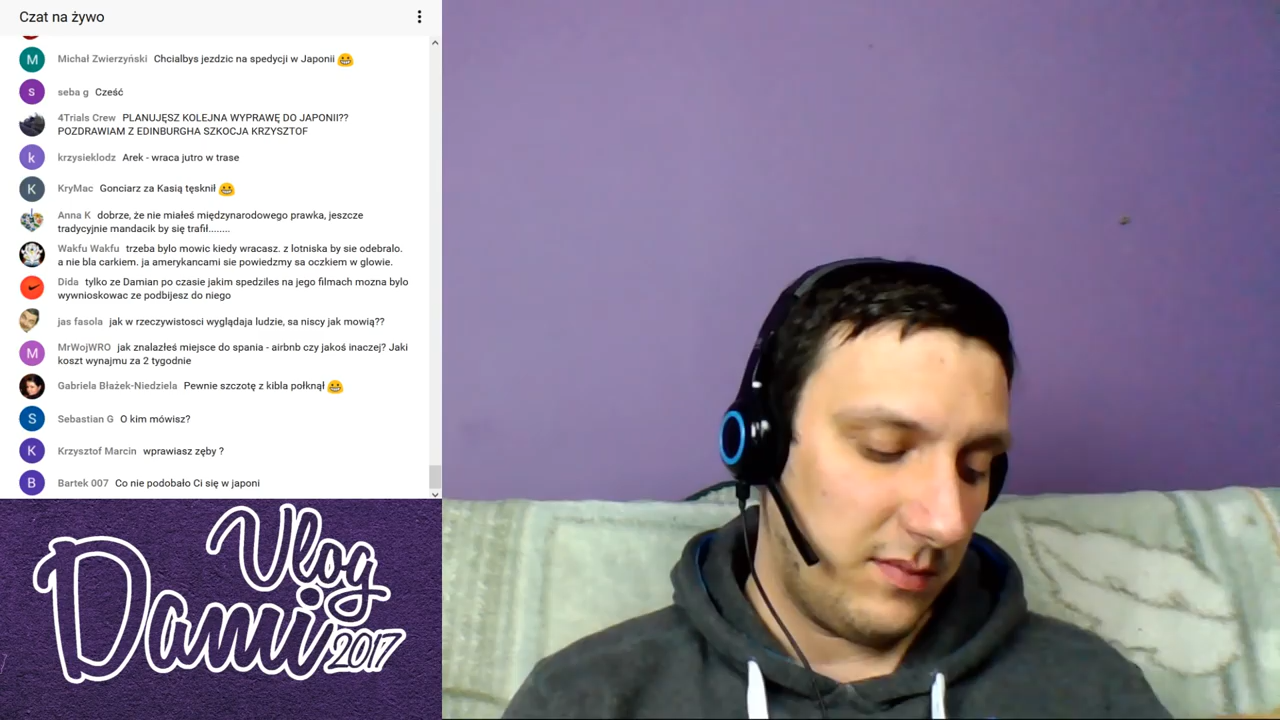 Czat na żywo
M Michał Zwierzyński Chcialbys jezdzic na spedycji w Japonii 😁
s seba g Cześć
4Trials Crew PLANUJĘSZ KOLEJNA WYPRAWĘ DO JAPONII??
POZDRAWIAM Z EDINBURGHA SZKOCJA KRZYSZTOF
k krzysieklodz Arek - wraca jutro w trase
K KryMac Gonciarz za Kasią tęsknił 😁
Anna K dobrze, że nie miałeś międzynarodowego prawka, jeszcze
tradycyjnie mandacik by się trafił........
Wakfu Wakfu trzeba bylo mowic kiedy wracasz. z lotniska by sie odebralo.
a nie bla carkiem. ja amerykancami sie powiedzmy sa oczkiem w glowie.
Dida tylko ze Damian po czasie jakim spedziles na jego filmach mozna bylo
wywnioskowac ze podbijesz do niego
jas fasola jak w rzeczywistosci wyglądaja ludzie, sa niscy jak mowią??
M MrWojWRO jak znalazłeś miejsce do spania - airbnb czy jakoś inaczej? Jaki
koszt wynajmu za 2 tygodnie
Gabriela Błażek-Niedziela Pewnie szczotę z kibla połknął 😁
S Sebastian G O kim mówisz?
K Krzysztof Marcin wprawiasz zęby ?
B Bartek 007 Co nie podobało Ci się w japoni
Vlog
Dami
2017